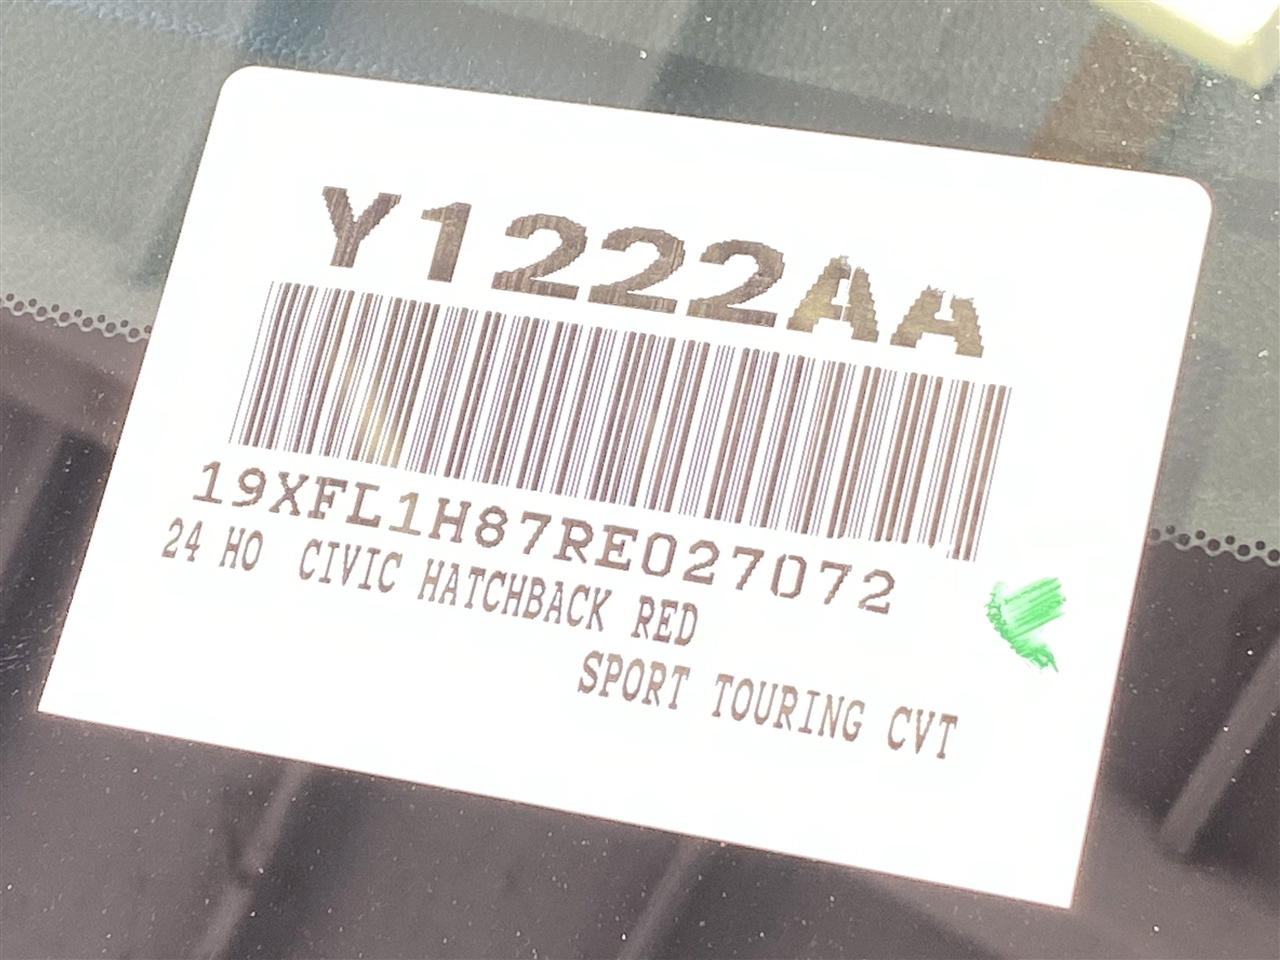 Y1222AA
19XFL1H87RE027072
24 HO CIVIC HATCHBACK RED
SPORT TOURING CVT